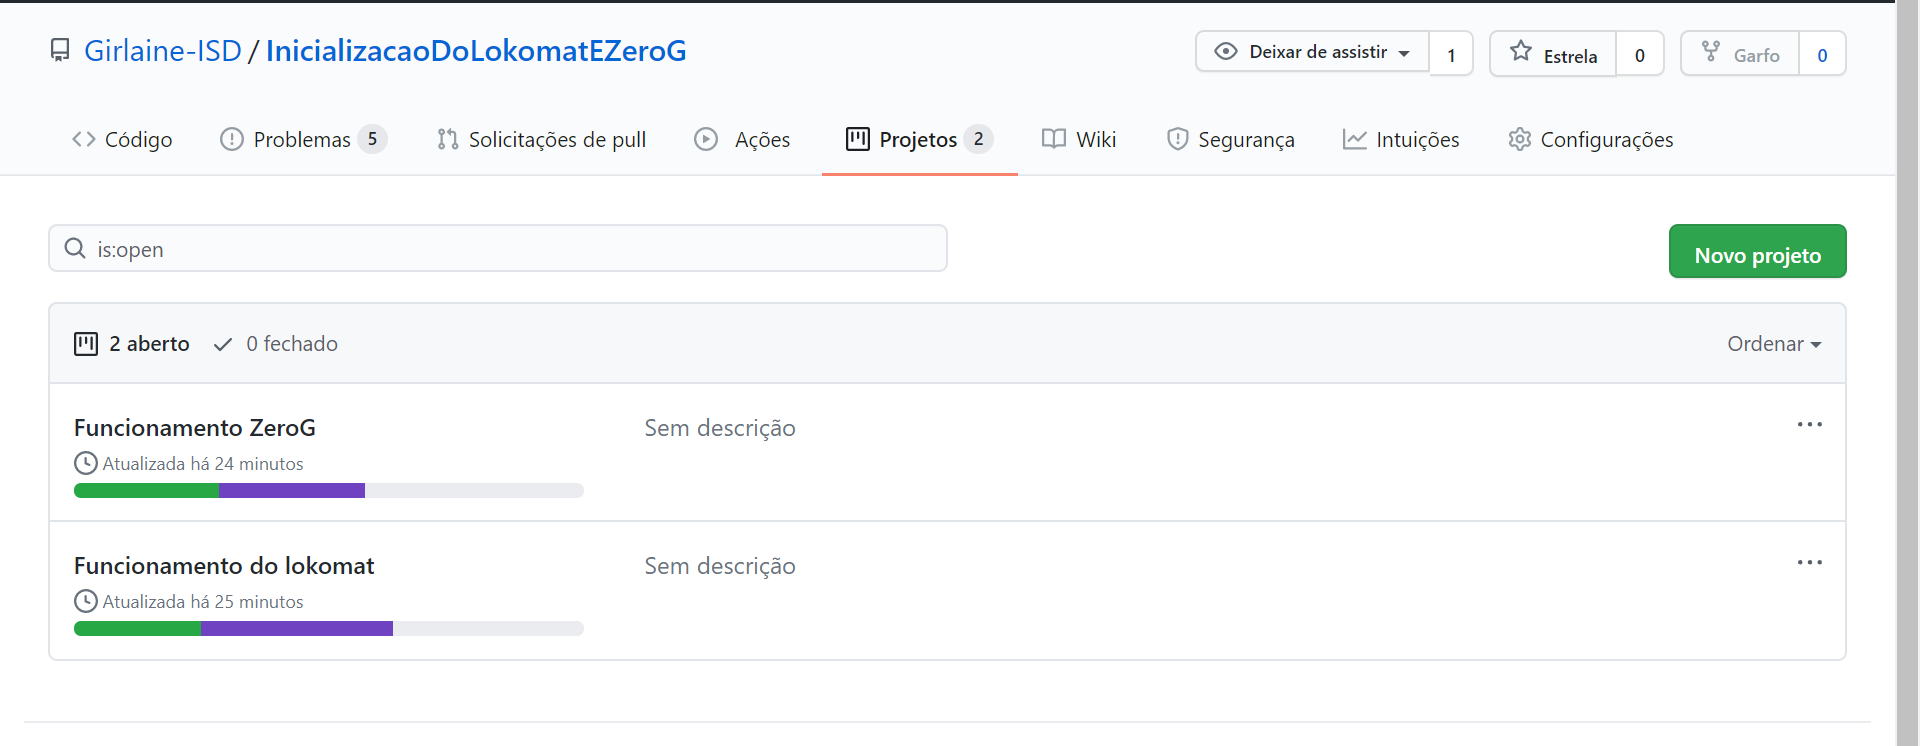 Girlaine-ISD / InicializacaoDoLokomatEZeroG
Deixar de assistir 1 Estrela 0 Garfo 0
Código Problemas 5 Solicitações de pull Ações Projetos 2 Wiki Segurança Intuições Configurações
is:open
Novo projeto
2 aberto 0 fechado Ordenar
Funcionamento ZeroG Sem descrição
Atualizada há 24 minutos
Funcionamento do lokomat Sem descrição
Atualizada há 25 minutos